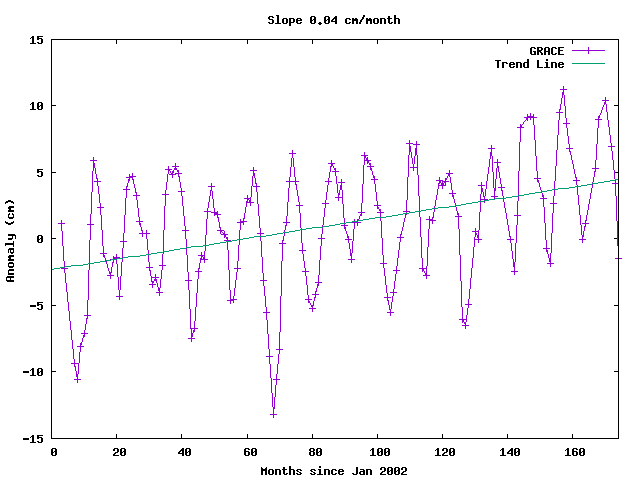 Slope 0.04 cm/month
15
GRACE
Trend Line
10
5
0
-5
-10
-15
Anomaly (cm)
0 20 40 60 80 100 120 140 160
Months since Jan 2002